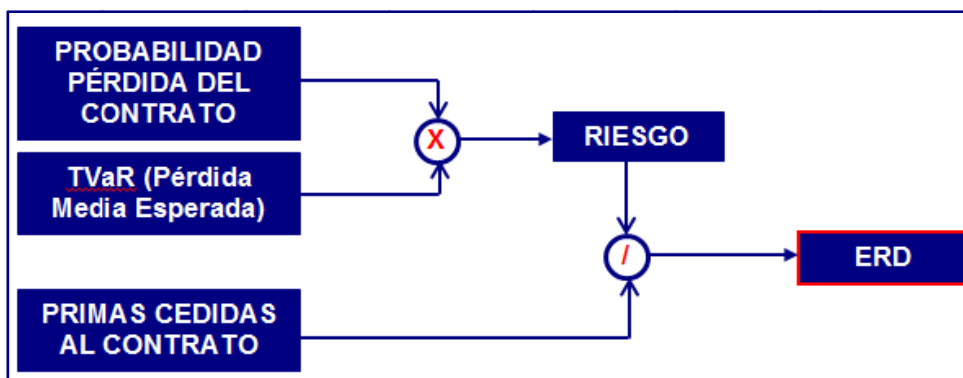 PROBABILIDAD
PÉRDIDA DEL
CONTRATO
X
RIESGO
TVaR (Pérdida
Media Esperada)
/
ERD
PRIMAS CEDIDAS
AL CONTRATO